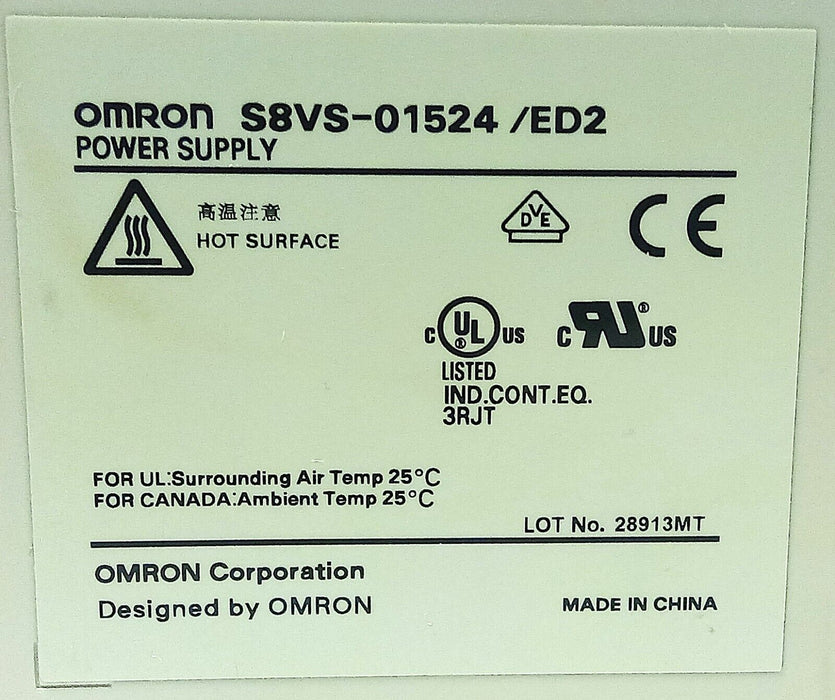 OMRON S8VS-01524 /ED2
POWER SUPPLY
高温注意
HOT SURFACE
DVE
CE
C UL® US
C RU® US
LISTED
IND.CONT.EQ.
3RJT
FOR UL:Surrounding Air Temp 25°C
FOR CANADA:Ambient Temp 25°C
LOT No. 28913MT
OMRON Corporation
Designed by OMRON
MADE IN CHINA